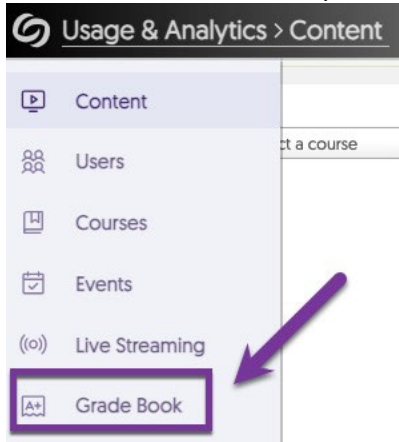 Usage & Analytics > Content
Content
ct a course
Users
Courses
Events
Live Streaming
A+ Grade Book